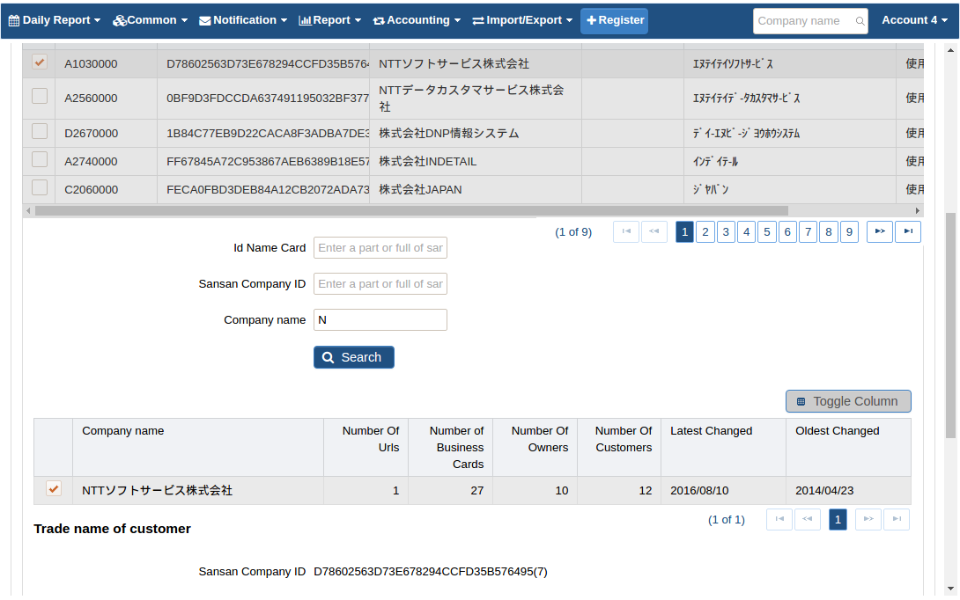 Daily Report Common Notification Report Accounting Import/Export Register Company name Account 4
A1030000 D78602563D73E678294CCFD35B5764 NTTソフトサービス株式会社 ｴﾇﾃｲﾃｲｿﾌﾄｻｰﾋﾞｽ 使用
A2560000 0BF9D3FDCCDA637491195032BF377 NTTデータカスタマサービス株式会
社 ｴﾇﾃｲﾃｲﾃﾞｰﾀｶｽﾀﾏｻｰﾋﾞｽ 使用
D2670000 1B84C77EB9D22CACA8F3ADBA7DE3 株式会社DNP情報システム ﾃﾞｲｰｴﾇﾋﾟｰｼﾞﾖｳﾎｳｼｽﾃﾑ 使用
A2740000 FF67845A72C953867AEB6389B18E57 株式会社INDETAIL ｲﾝﾃﾞｲﾃｰﾙ 使用
C2060000 FECA0FBD3DEB84A12CB2072ADA73 株式会社JAPAN ｼﾞﾔﾊﾟﾝ 使用
(1 of 9) 1 2 3 4 5 6 7 8 9
Id Name Card Enter a part or full of sar
Sansan Company ID Enter a part or full of sar
Company name N
Search
Toggle Column
Company name Number Of Urls Number of Business Cards Number Of Owners Number Of Customers Latest Changed Oldest Changed
NTTソフトサービス株式会社 1 27 10 12 2016/08/10 2014/04/23
(1 of 1) 1
Trade name of customer
Sansan Company ID D78602563D73E678294CCFD35B576495(7)